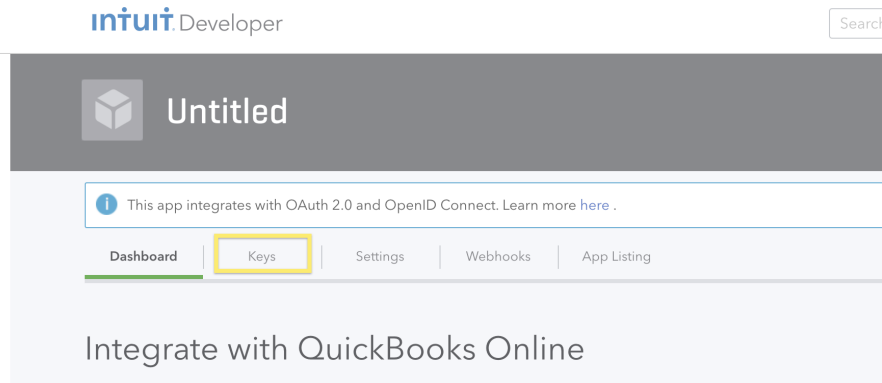 intuit Developer
Search
Untitled
This app integrates with OAuth 2.0 and OpenID Connect. Learn more here .
Dashboard Keys Settings Webhooks App Listing
Integrate with QuickBooks Online